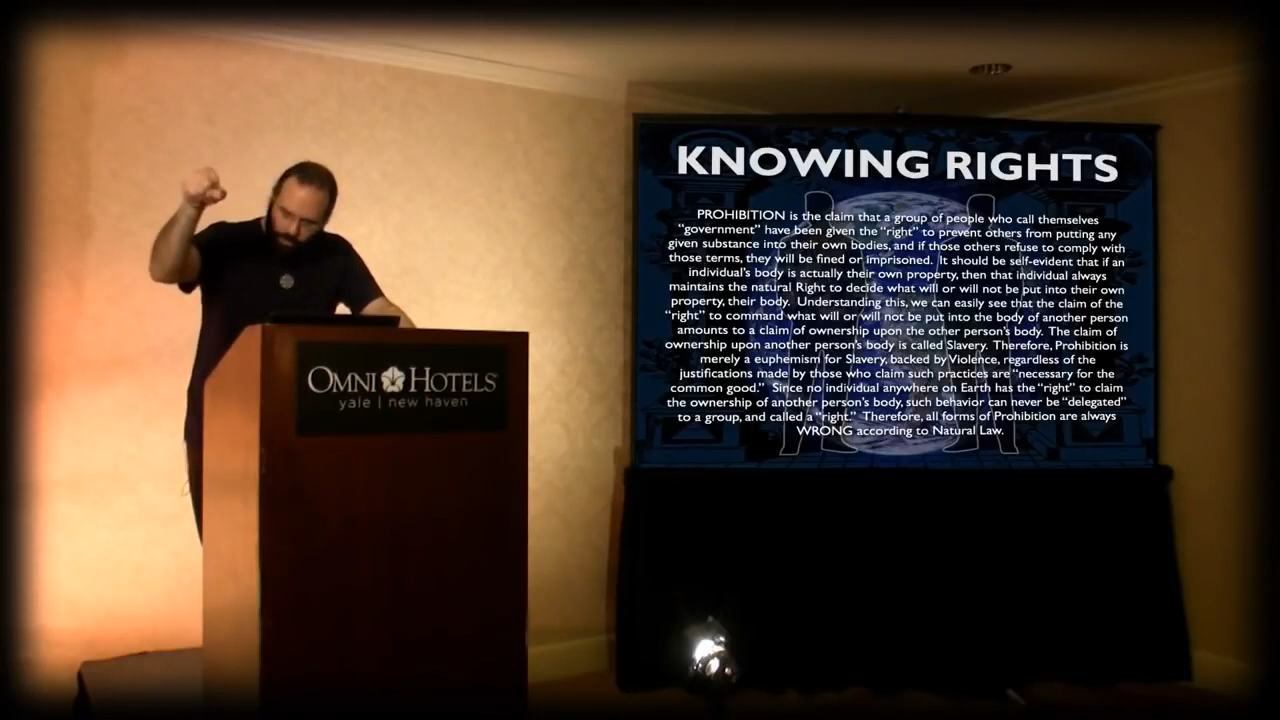 KNOWING RIGHTS
PROHIBITION is the claim that a group of people who call themselves
“government” have been given the “right” to prevent others from putting any
given substance into their own bodies, and if those others refuse to comply with
those terms, they will be fined or imprisoned.  It should be self-evident that if an
individual’s body is actually their own property, then that individual always
maintains the natural Right to decide what will or will not be put into their own
property, their body.  Understanding this, we can easily see that the claim of the
“right” to command what will or will not be put into the body of another person
amounts to a claim of ownership upon the other person’s body. The claim of
ownership upon another person’s body is called Slavery. Therefore, Prohibition is
merely a euphemism for Slavery, backed by Violence, regardless of the
justifications made by those who claim such practices are “necessary for the
common good.”  Since no individual anywhere on Earth has the “right” to claim
the ownership of another person’s body, such behavior can never be “delegated”
to a group, and called a “right.”  Therefore, all forms of Prohibition are always
WRONG according to Natural Law.
OMNI HOTELS
yale | new haven